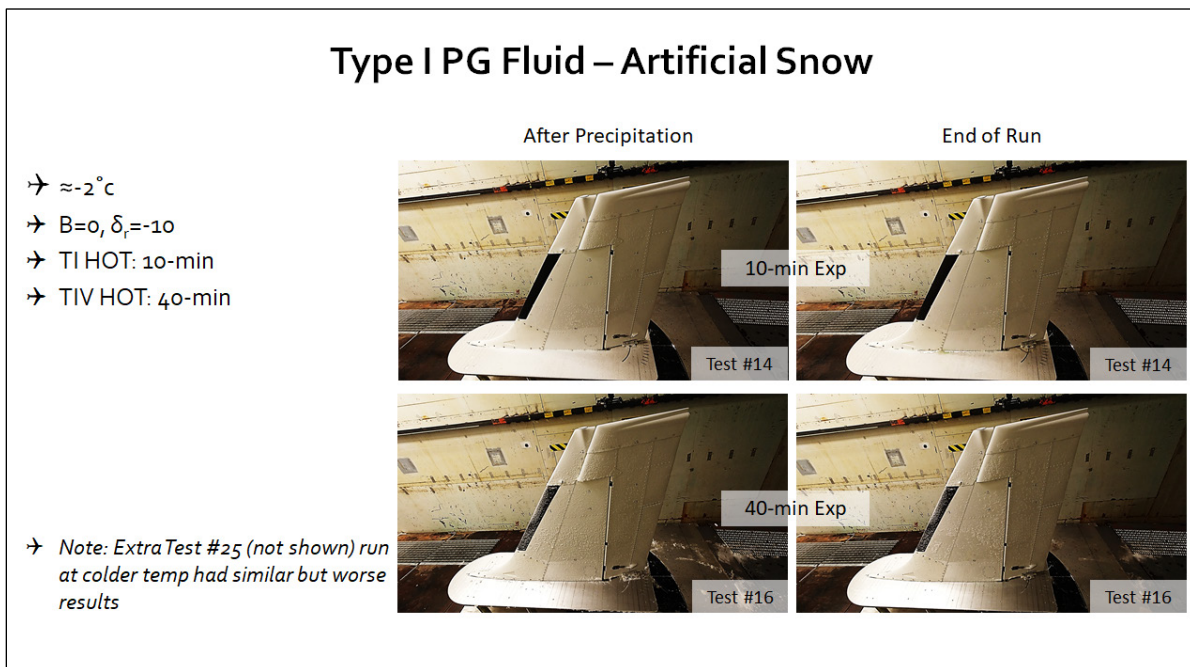 Type I PG Fluid – Artificial Snow
After Precipitation
End of Run
≈-2˚c
B=0, δᵣ=-10
TI HOT: 10-min
TIV HOT: 40-min
10-min Exp
Test #14
Test #14
40-min Exp
Note: Extra Test #25 (not shown) run
at colder temp had similar but worse
results
Test #16
Test #16